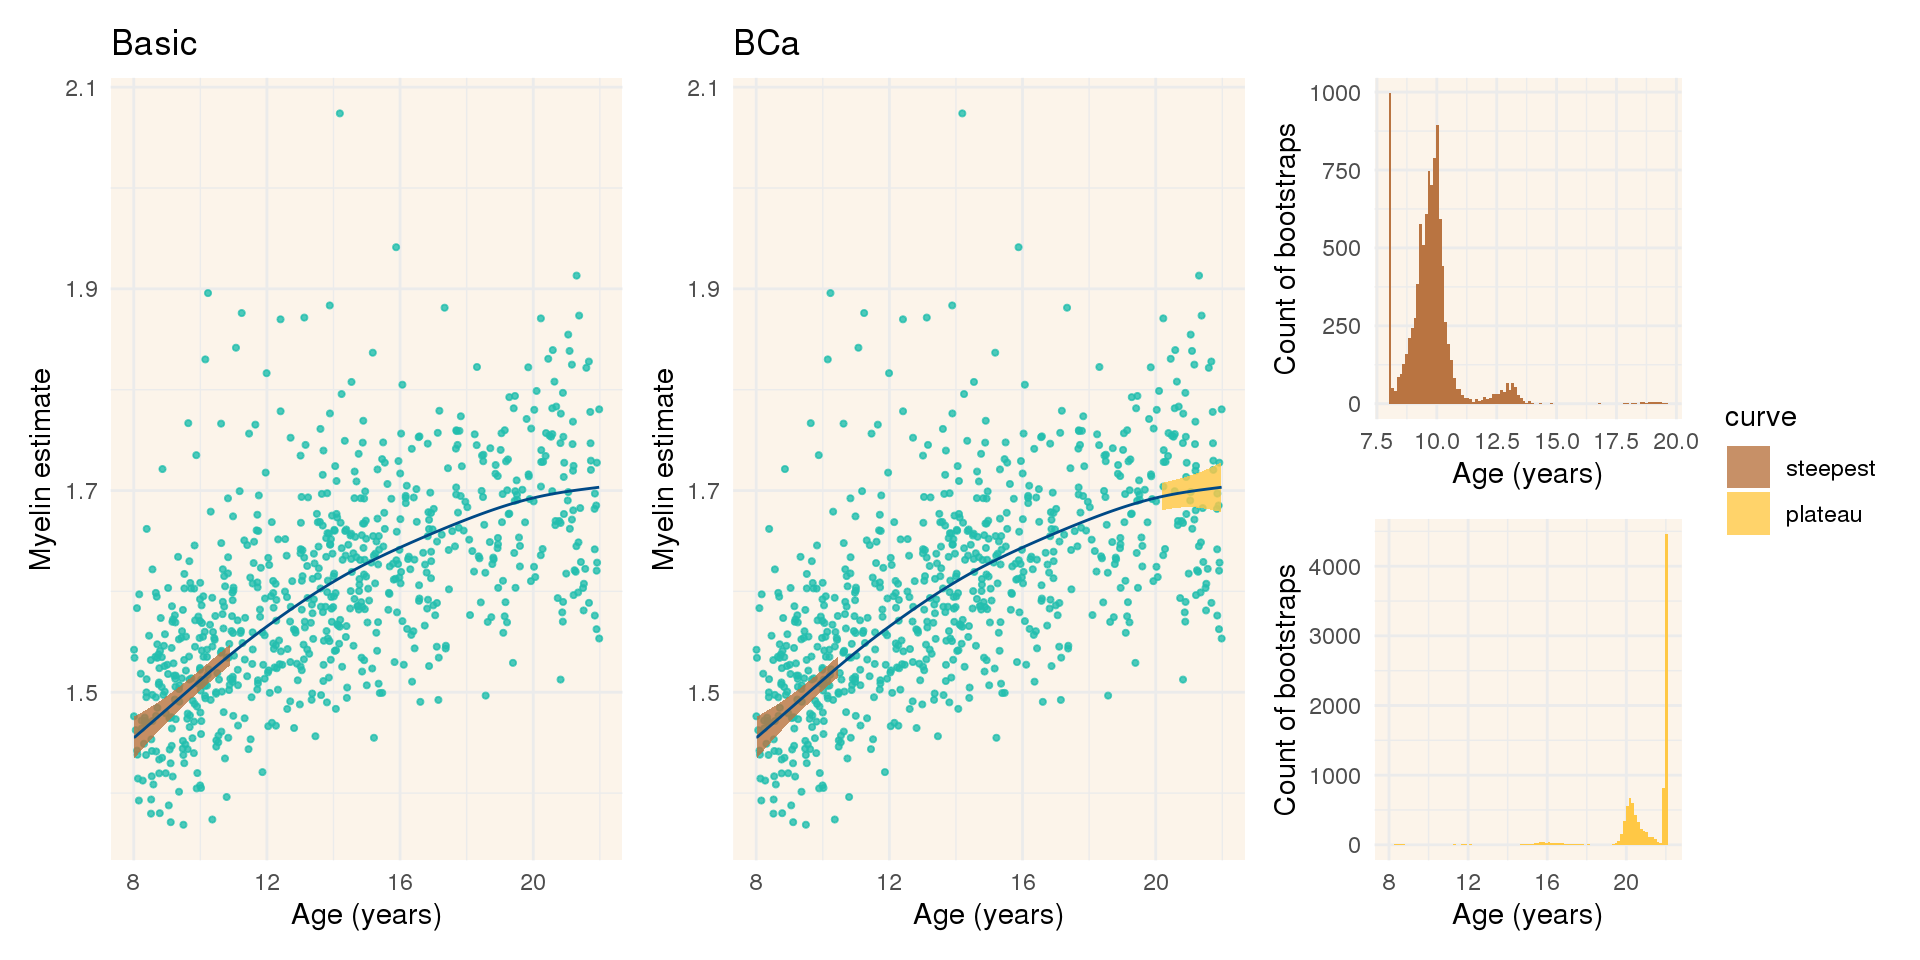 Basic
2.1
1.9
1.7
1.5
Myelin estimate
8 12 16 20
Age (years)
BCa
2.1
1.9
1.7
1.5
Myelin estimate
8 12 16 20
Age (years)
1000
750
500
250
0
Count of bootstraps
7.5 10.0 12.5 15.0 17.5 20.0
Age (years)
4000
3000
2000
1000
0
Count of bootstraps
8 12 16 20
Age (years)
curve
steepest
plateau